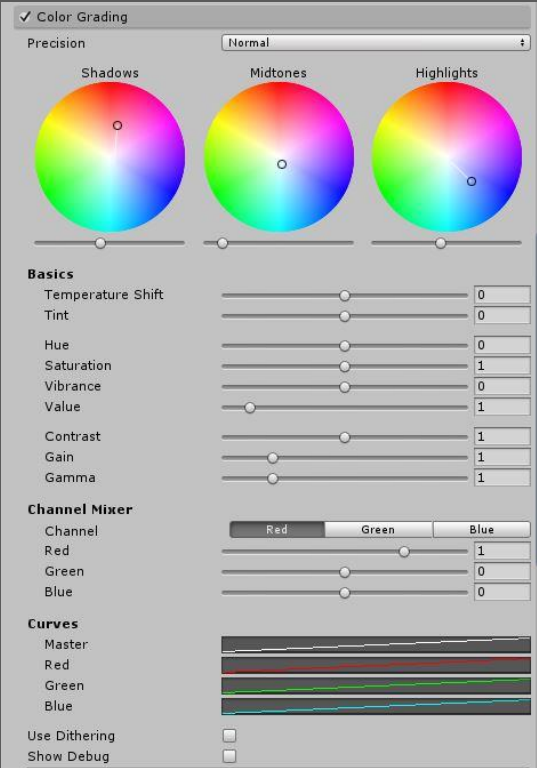 Color Grading
Precision Normal
Shadows Midtones Highlights
Basics
Temperature Shift 0
Tint 0
Hue 0
Saturation 1
Vibrance 0
Value 1
Contrast 1
Gain 1
Gamma 1
Channel Mixer
Channel Red Green Blue
Red 1
Green 0
Blue 0
Curves
Master
Red
Green
Blue
Use Dithering
Show Debug